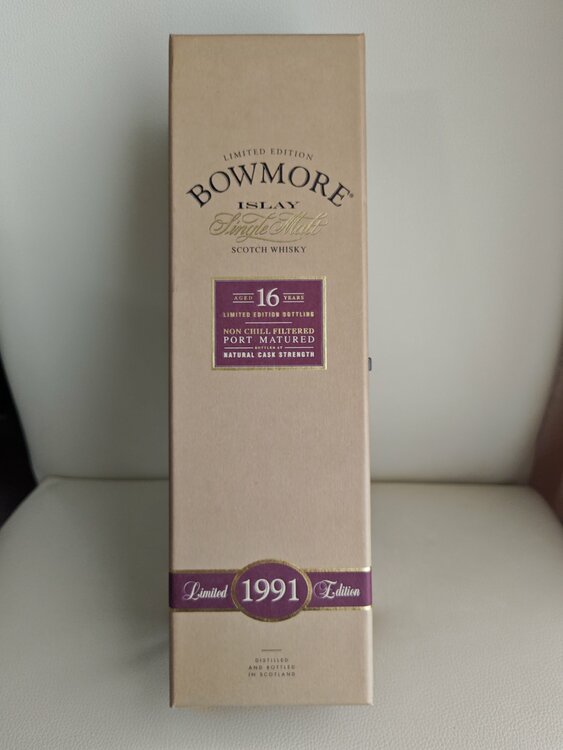 LIMITED EDITION
BOWMORE®
ISLAY
Single Malt
SCOTCH WHISKY
AGED 16 YEARS
LIMITED EDITION BOTTLING
NON CHILL FILTERED
PORT MATURED
BOTTLED AT
NATURAL CASK STRENGTH
Limited 1991 Edition
DISTILLED
AND BOTTLED
IN SCOTLAND